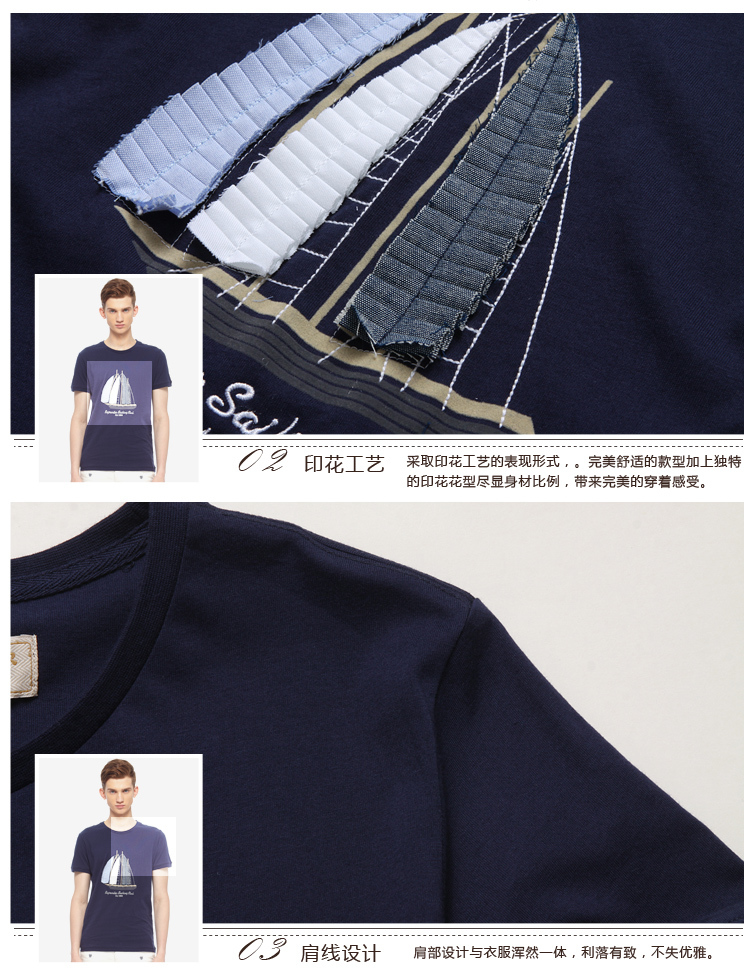 Sai
02 印花工艺
采取印花工艺的表现形式，。完美舒适的款型加上独特
的印花花型尽显身材比例，带来完美的穿着感受。
03 肩线设计
肩部设计与衣服浑然一体，利落有致，不失优雅。